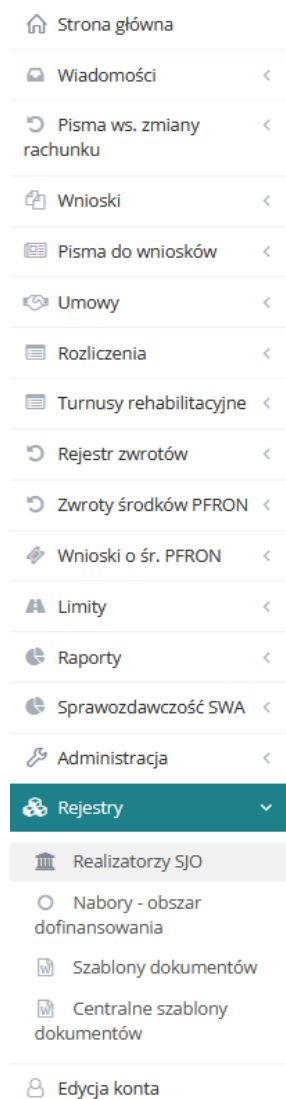 Strona główna
Wiadomości
Pisma ws. zmiany
rachunku
Wnioski
Pisma do wniosków
Umowy
Rozliczenia
Turnusy rehabilitacyjne
Rejestr zwrotów
Zwroty środków PFRON
Wnioski o śr. PFRON
Limity
Raporty
Sprawozdawczość SWA
Administracja
Rejestry
Realizatorzy SJO
Nabory - obszar
dofinansowania
Szablony dokumentów
Centralne szablony
dokumentów
Edycja konta